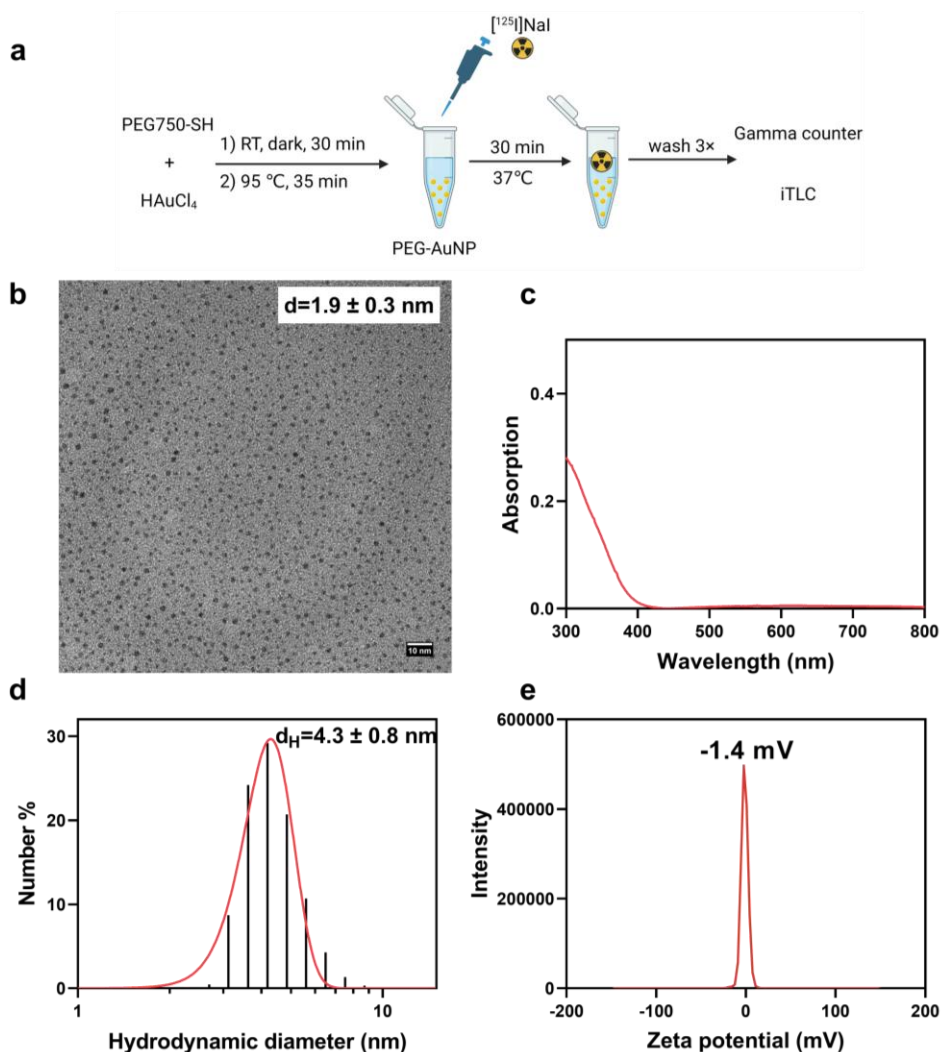 a
[¹²⁵I]NaI
PEG750-SH
+
HAuCl₄
1) RT, dark, 30 min
2) 95 ℃, 35 min
PEG-AuNP
30 min
37℃
wash 3×
Gamma counter
iTLC
b
d=1.9 ± 0.3 nm
10 nm
c
Absorption
0.4
0.2
0.0
300 400 500 600 700 800
Wavelength (nm)
d
d_H=4.3 ± 0.8 nm
Number %
30
20
10
0
1 10
Hydrodynamic diameter (nm)
e
-1.4 mV
Intensity
600000
400000
200000
0
-200 -100 0 100 200
Zeta potential (mV)